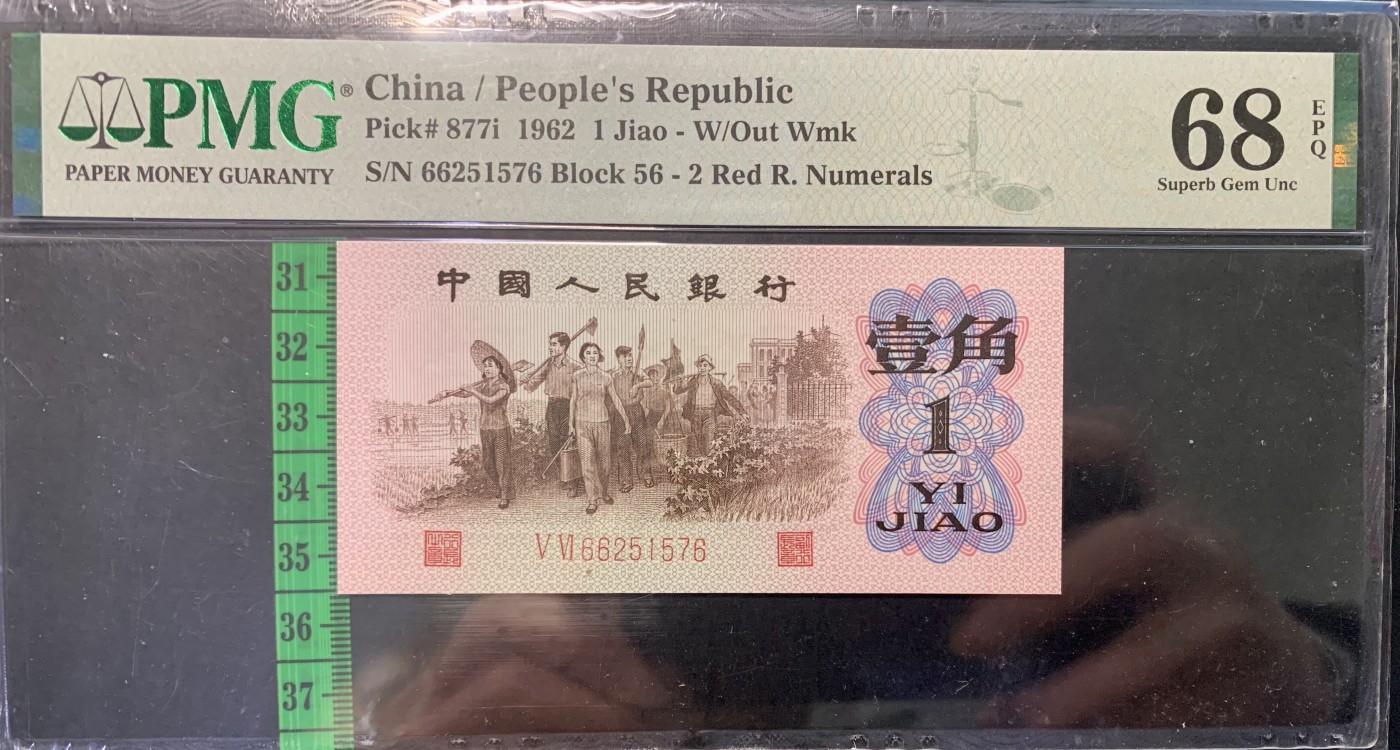 PMG®
PAPER MONEY GUARANTY
China / People's Republic
Pick# 877i 1962 1 Jiao - W/Out Wmk
S/N 66251576 Block 56 - 2 Red R. Numerals
68
EPQ
Superb Gem Unc
中國人民銀行
壹角
1
YI
JIAO
V VI 66251576
31
32
33
34
35
36
37